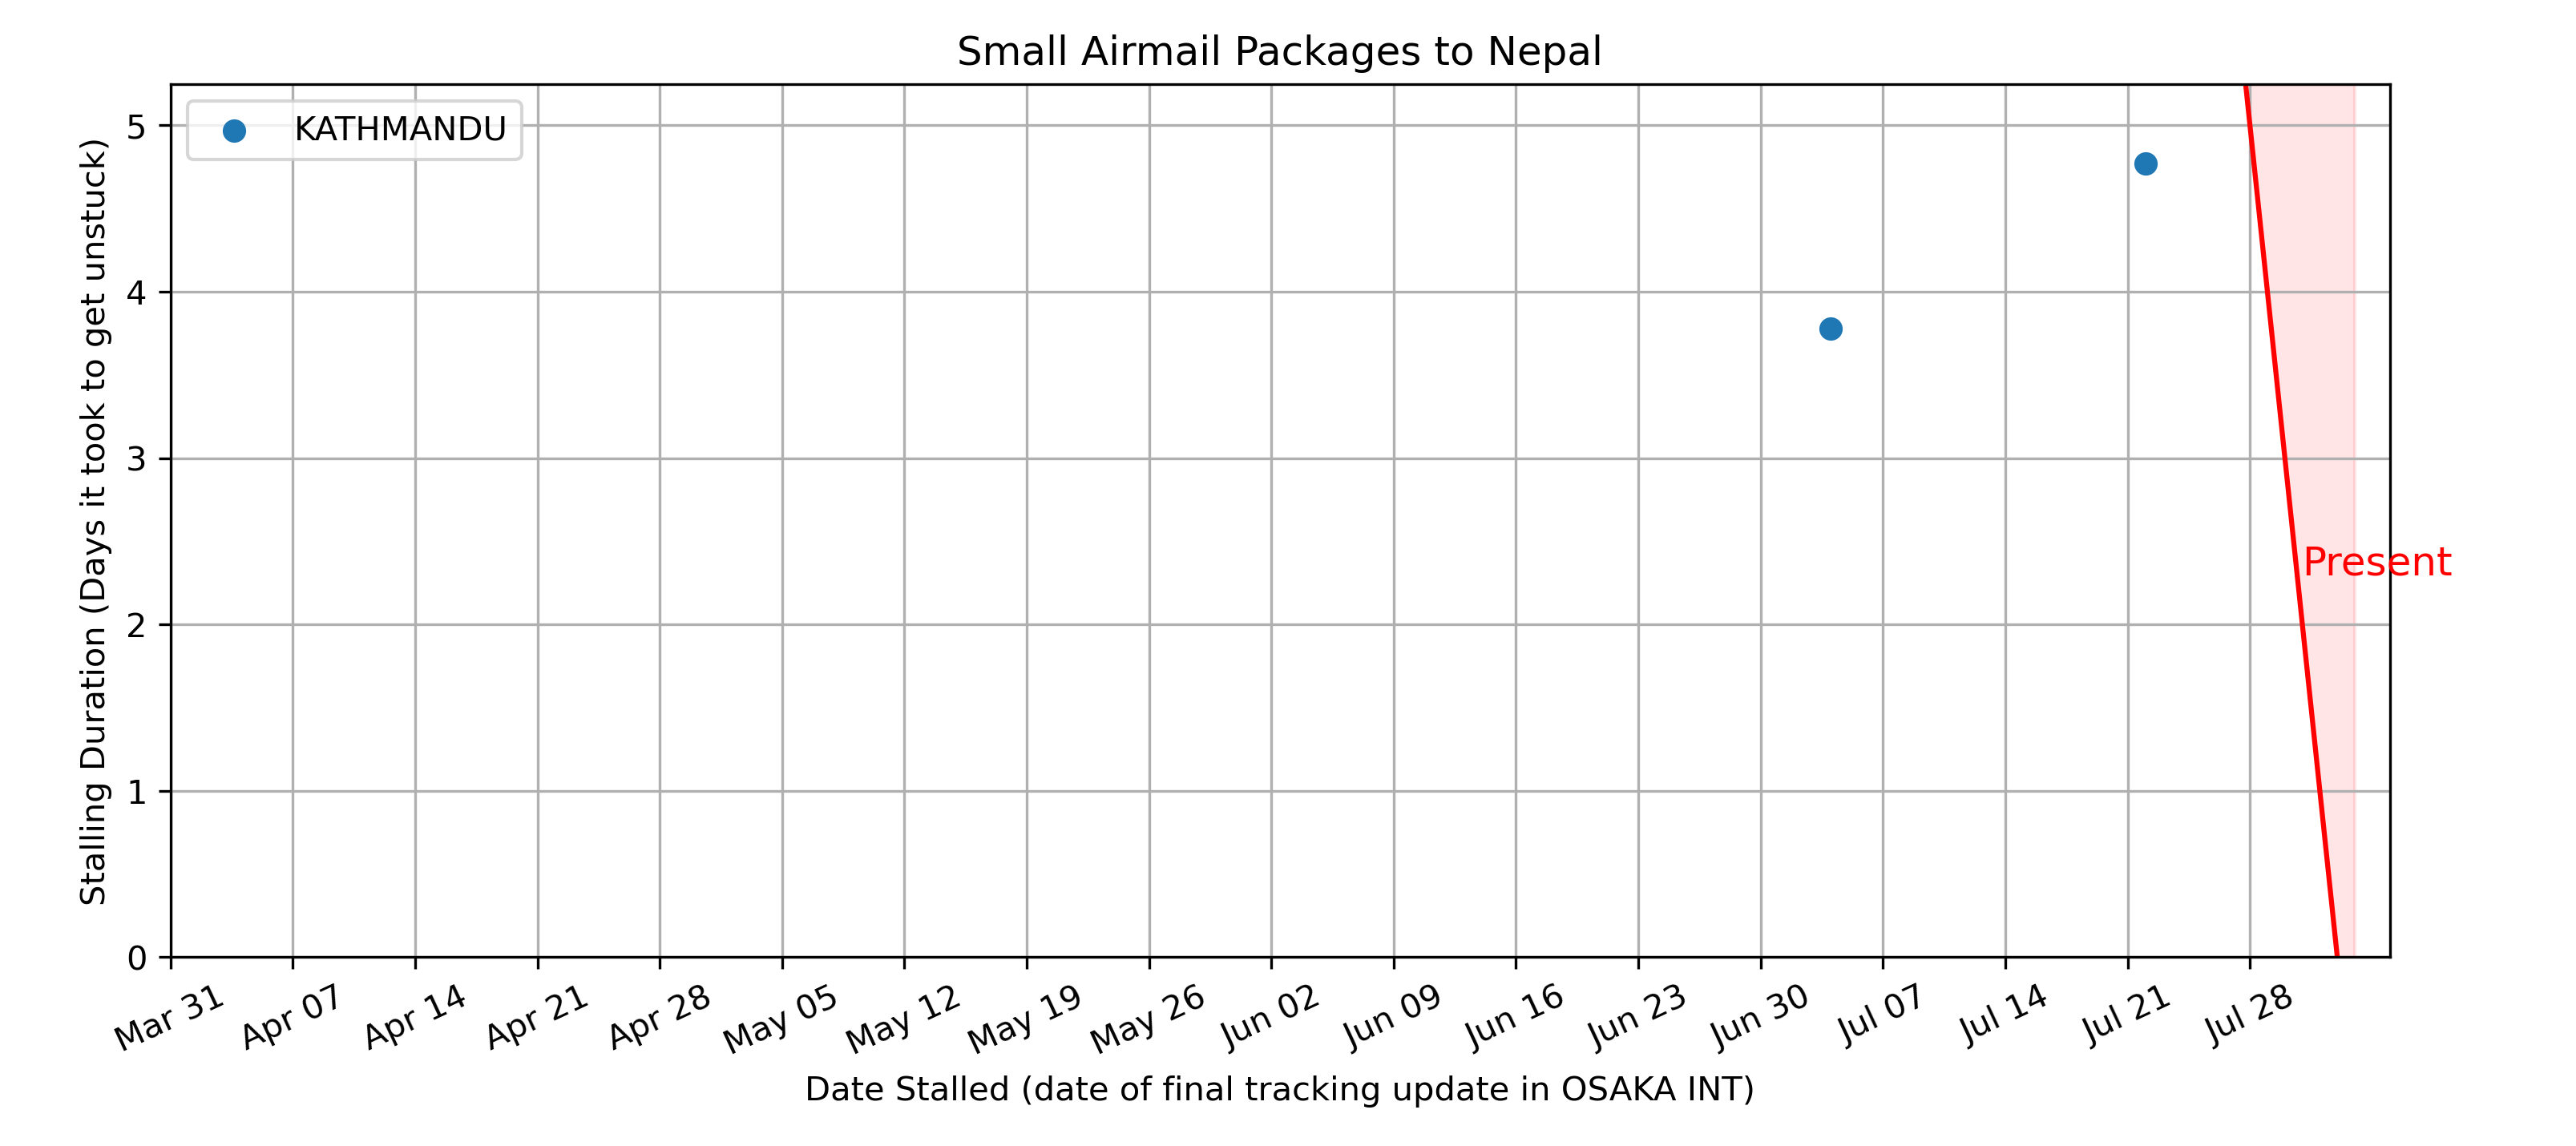 Small Airmail Packages to Nepal
KATHMANDU
Stalling Duration (Days it took to get unstuck)
5
4
3
2
1
0
Present
Mar 31
Apr 07
Apr 14
Apr 21
Apr 28
May 05
May 12
May 19
May 26
Jun 02
Jun 09
Jun 16
Jun 23
Jun 30
Jul 07
Jul 14
Jul 21
Jul 28
Date Stalled (date of final tracking update in OSAKA INT)